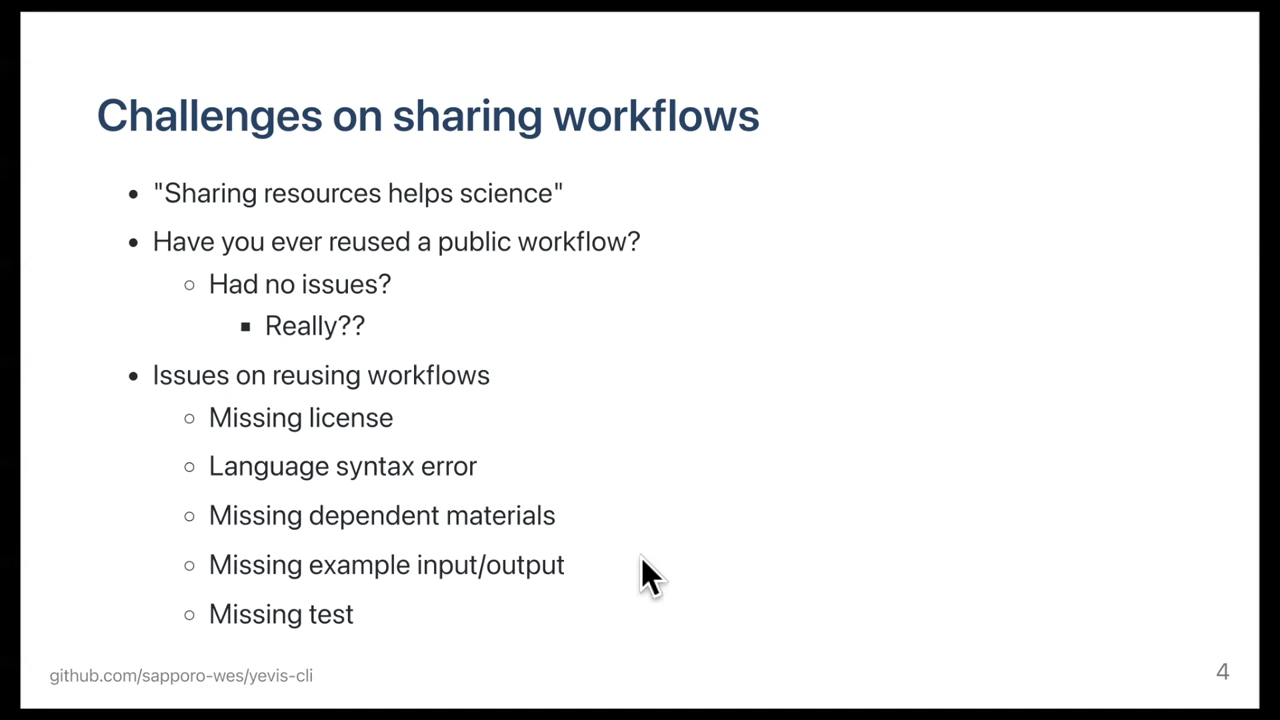 Challenges on sharing workflows
"Sharing resources helps science"
Have you ever reused a public workflow?
Had no issues?
Really??
Issues on reusing workflows
Missing license
Language syntax error
Missing dependent materials
Missing example input/output
Missing test
github.com/sapporo-wes/yevis-cli
4